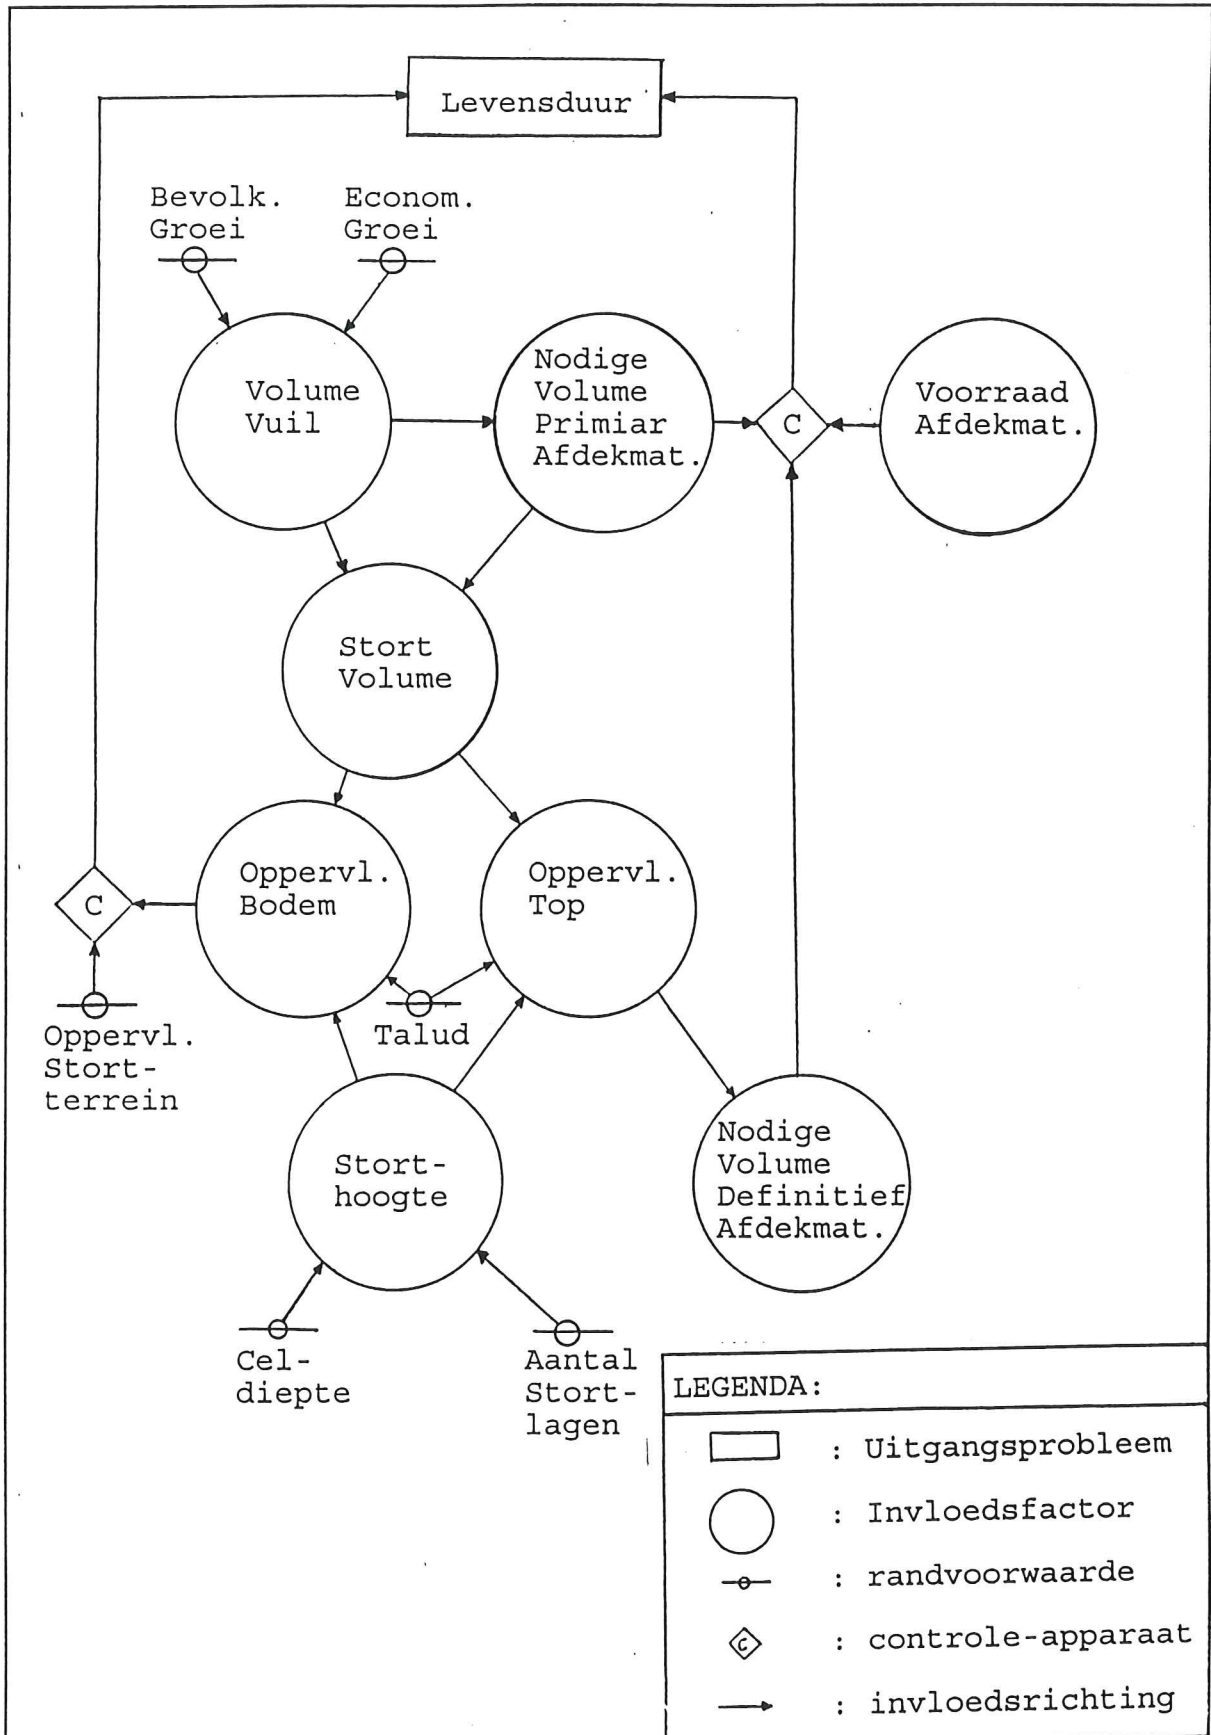 Levensduur
Bevolk.
Groei
Econom.
Groei
Volume
Vuil
Nodige
Volume
Primiar
Afdekmat.
C
Voorraad
Afdekmat.
Stort
Volume
Oppervl.
Bodem
Oppervl.
Top
C
Oppervl.
Stort-
terrein
Talud
Stort-
hoogte
Nodige
Volume
Definitief
Afdekmat.
Cel-
diepte
Aantal
Stort-
lagen
LEGENDA:
: Uitgangsprobleem
: Invloedsfactor
: randvoorwaarde
C : controle-apparaat
: invloedsrichting